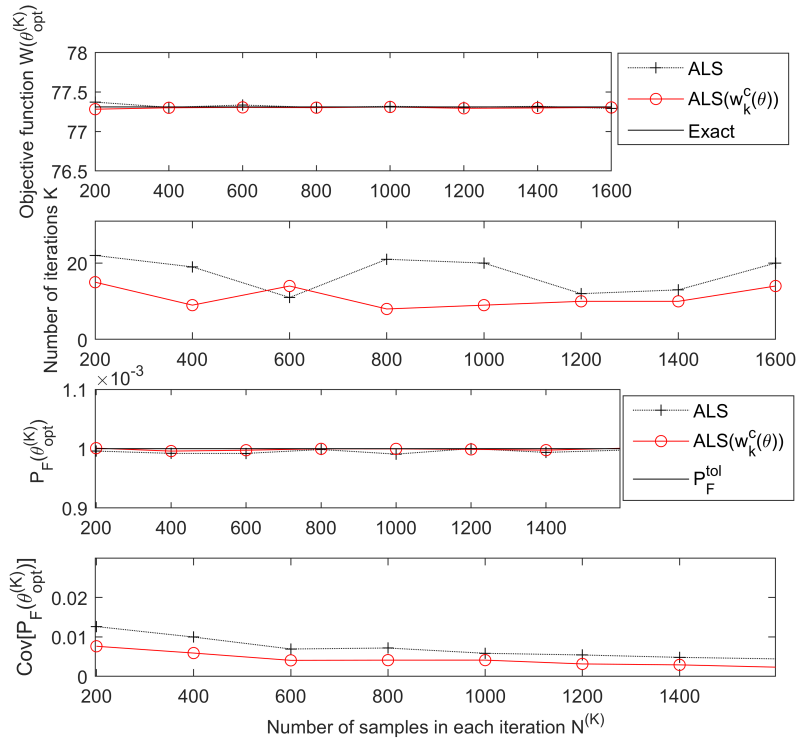 Objective function W(θ_opt^(K))
78
77.5
77
76.5
200 400 600 800 1000 1200 1400 1600
ALS
ALS(w_k^c(θ))
Exact
Number of iterations K
20
0
200 400 600 800 1000 1200 1400 1600
×10^-3
P_F(θ_opt^(K))
1.1
1
0.9
200 400 600 800 1000 1200 1400
ALS
ALS(w_k^c(θ))
P_F^tol
Cov[P_F(θ_opt^(K))]
0.02
0.01
0
200 400 600 800 1000 1200 1400
Number of samples in each iteration N^(K)